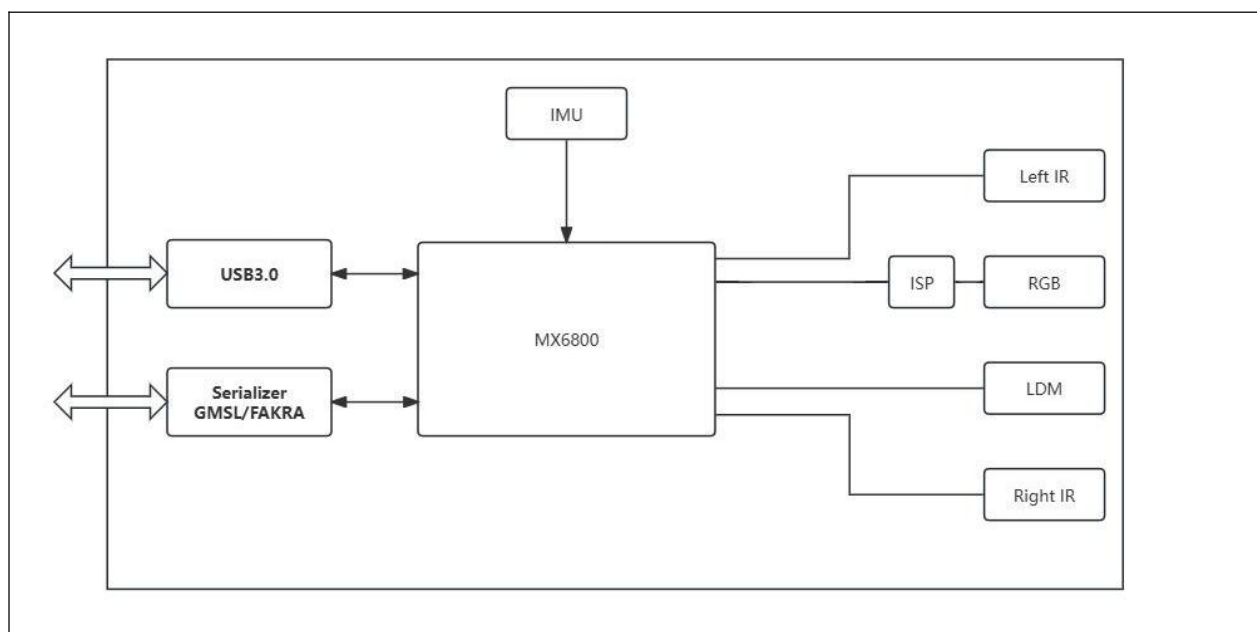 IMU
Left IR
USB3.0
ISP
RGB
MX6800
Serializer
GMSL/FAKRA
LDM
Right IR